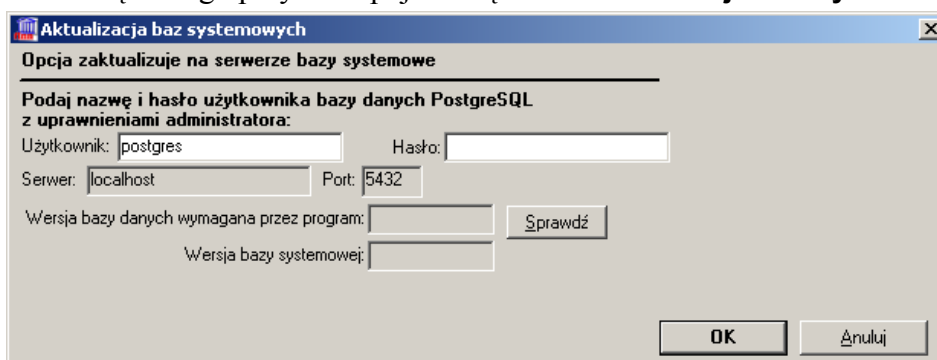 Aktualizacja baz systemowych
Opcja zaktualizuje na serwerze bazy systemowe
Podaj nazwę i hasło użytkownika bazy danych PostgreSQL
z uprawnieniami administratora:
Użytkownik: postgres Hasło:
Serwer: localhost Port: 5432
Wersja bazy danych wymagana przez program: Sprawdź
Wersja bazy systemowej:
OK Anuluj